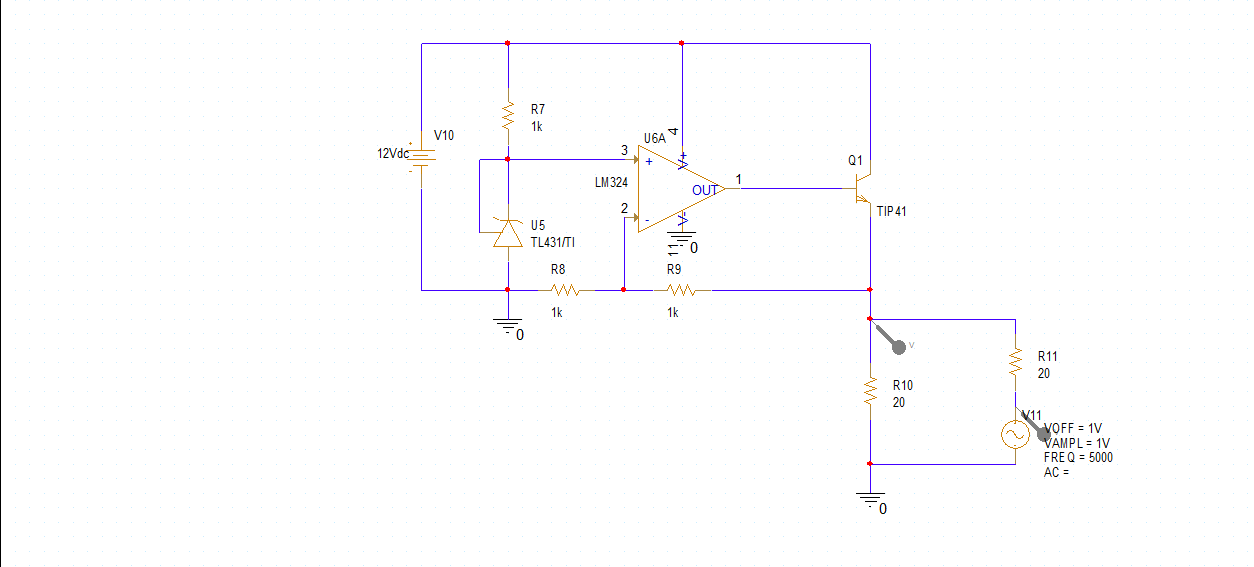 V10
12Vdc
+
-
R7
1k
U5
TL431/TI
R8
1k
R9
1k
U6A
LM324
3
+
2
-
4
V+
OUT
1
V-
11
0
0
Q1
TIP41
V
R10
20
R11
20
V11
VOFF = 1V
VAMPL = 1V
FREQ = 5000
AC =
0